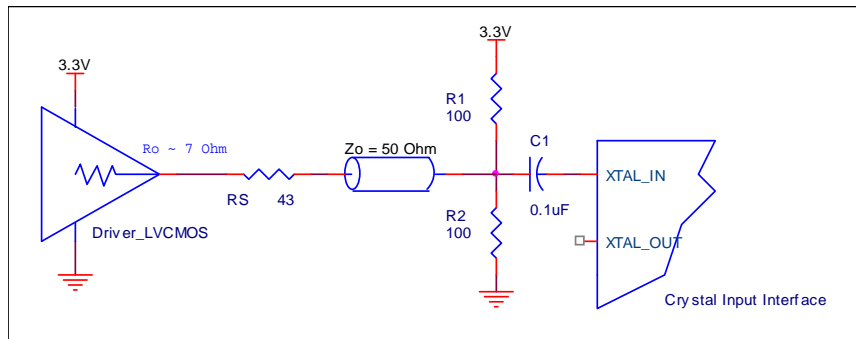 3.3V
3.3V
R1
100
C1
Ro ~ 7 Ohm
Zo = 50 Ohm
XTAL_IN
RS 43
0.1uF
R2
100
Driver_LVCMOS
XTAL_OUT
Crystal Input Interface